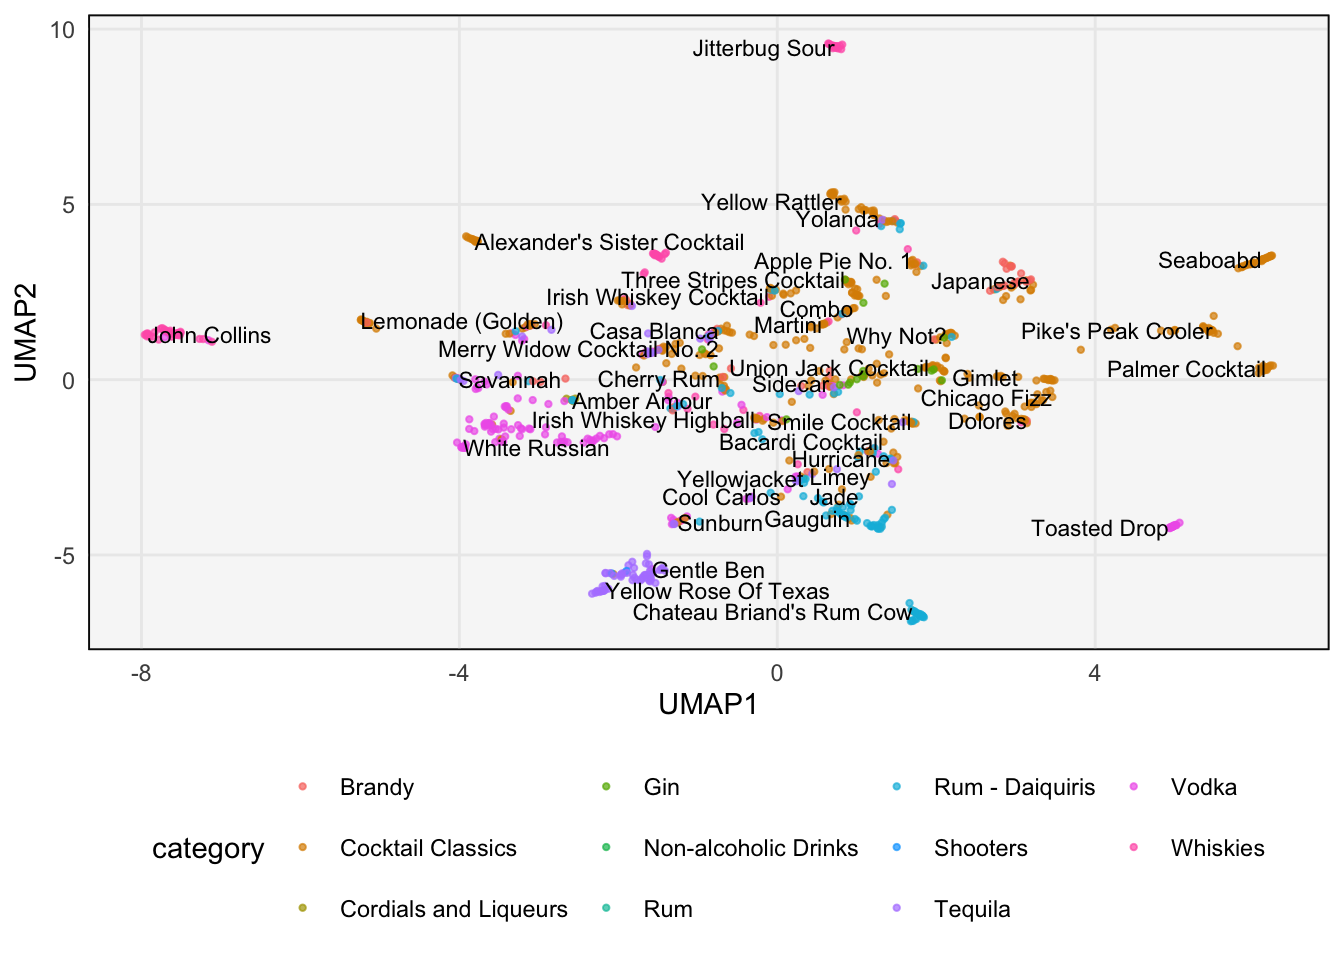 10
5
0
-5
UMAP2
Jitterbug Sour
Yellow Rattler
Yolanda
Alexander's Sister Cocktail
Apple Pie No. 1
Seaboabd
Three Stripes Cocktail
Japanese
Irish Whiskey Cocktail
Combo
Lemonade (Golden)
Martini
John Collins
Casa Blanca
Why Not?
Pike's Peak Cooler
Merry Widow Cocktail No. 2
Union Jack Cocktail
Palmer Cocktail
Savannah
Cherry Rum
Sidecar
Gimlet
Amber Amour
Chicago Fizz
Irish Whiskey Highball
Smile Cocktail
Dolores
White Russian
Bacardi Cocktail
Hurricane
Yellowjacket
Limey
Cool Carlos
Jade
Sunburn
Gauguin
Toasted Drop
Gentle Ben
Yellow Rose Of Texas
Chateau Briand's Rum Cow
-8
-4
0
4
UMAP1
category
Brandy
Cocktail Classics
Cordials and Liqueurs
Gin
Non-alcoholic Drinks
Rum
Rum - Daiquiris
Shooters
Tequila
Vodka
Whiskies